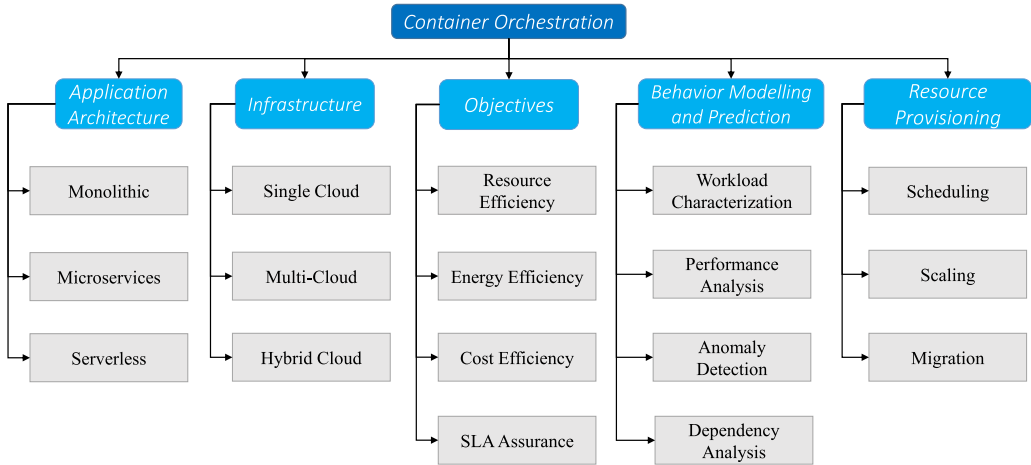 Container Orchestration
Application
Architecture
Monolithic
Microservices
Serverless
Infrastructure
Single Cloud
Multi-Cloud
Hybrid Cloud
Objectives
Resource
Efficiency
Energy Efficiency
Cost Efficiency
SLA Assurance
Behavior Modelling
and Prediction
Workload
Characterization
Performance
Analysis
Anomaly
Detection
Dependency
Analysis
Resource
Provisioning
Scheduling
Scaling
Migration